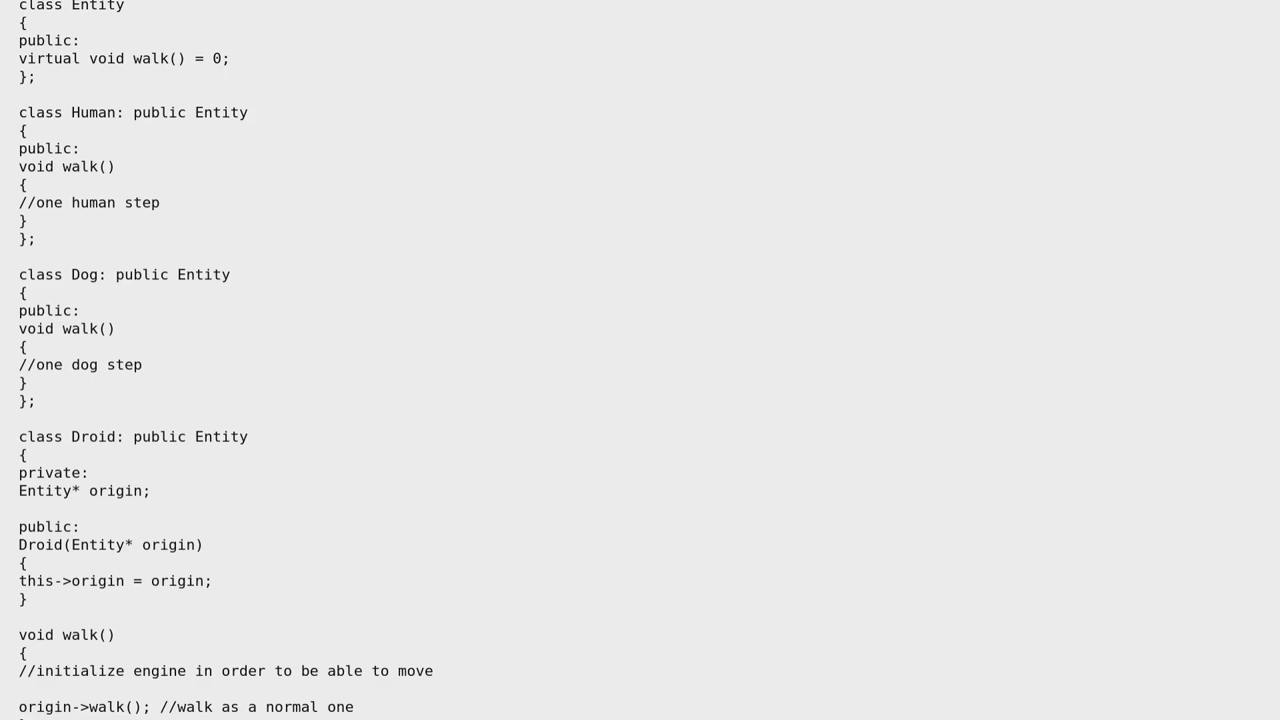 class Entity
{
public:
virtual void walk() = 0;
};

class Human: public Entity
{
public:
void walk()
{
//one human step
}
};

class Dog: public Entity
{
public:
void walk()
{
//one dog step
}
};

class Droid: public Entity
{
private:
Entity* origin;

public:
Droid(Entity* origin)
{
this->origin = origin;
}

void walk()
{
//initialize engine in order to be able to move

origin->walk(); //walk as a normal one